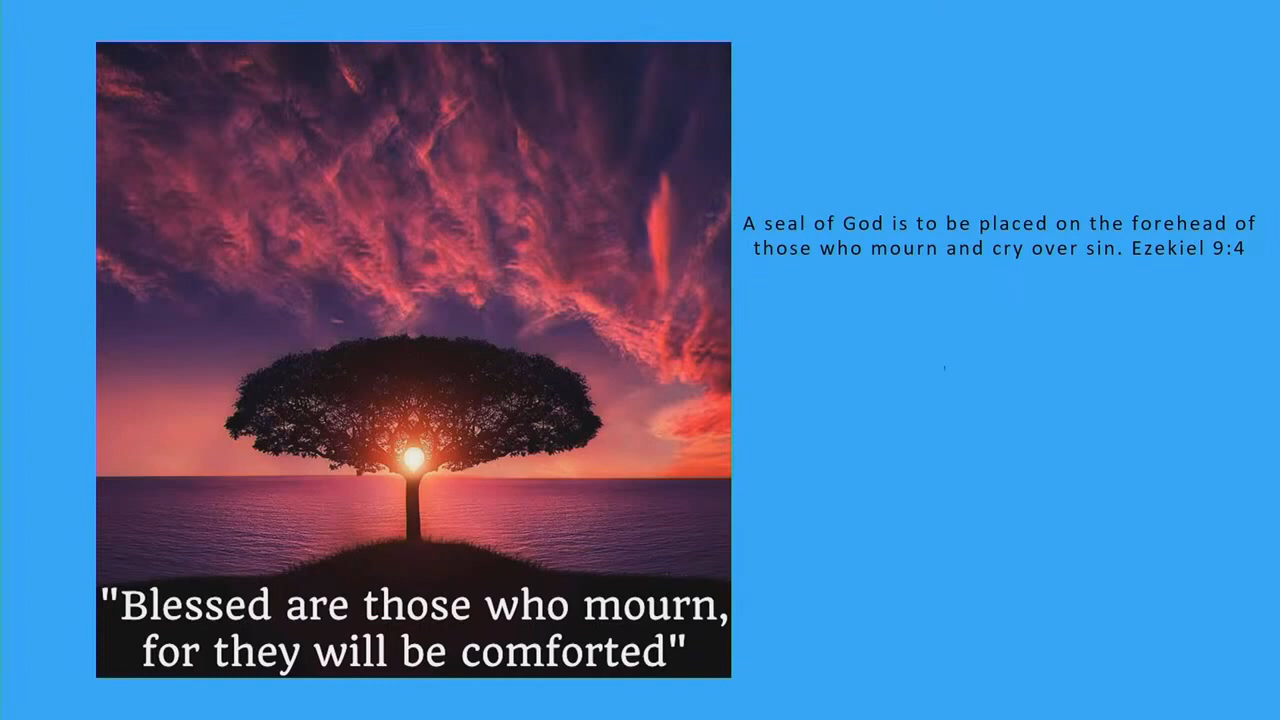 "Blessed are those who mourn,
for they will be comforted"
A seal of God is to be placed on the forehead of
those who mourn and cry over sin. Ezekiel 9:4